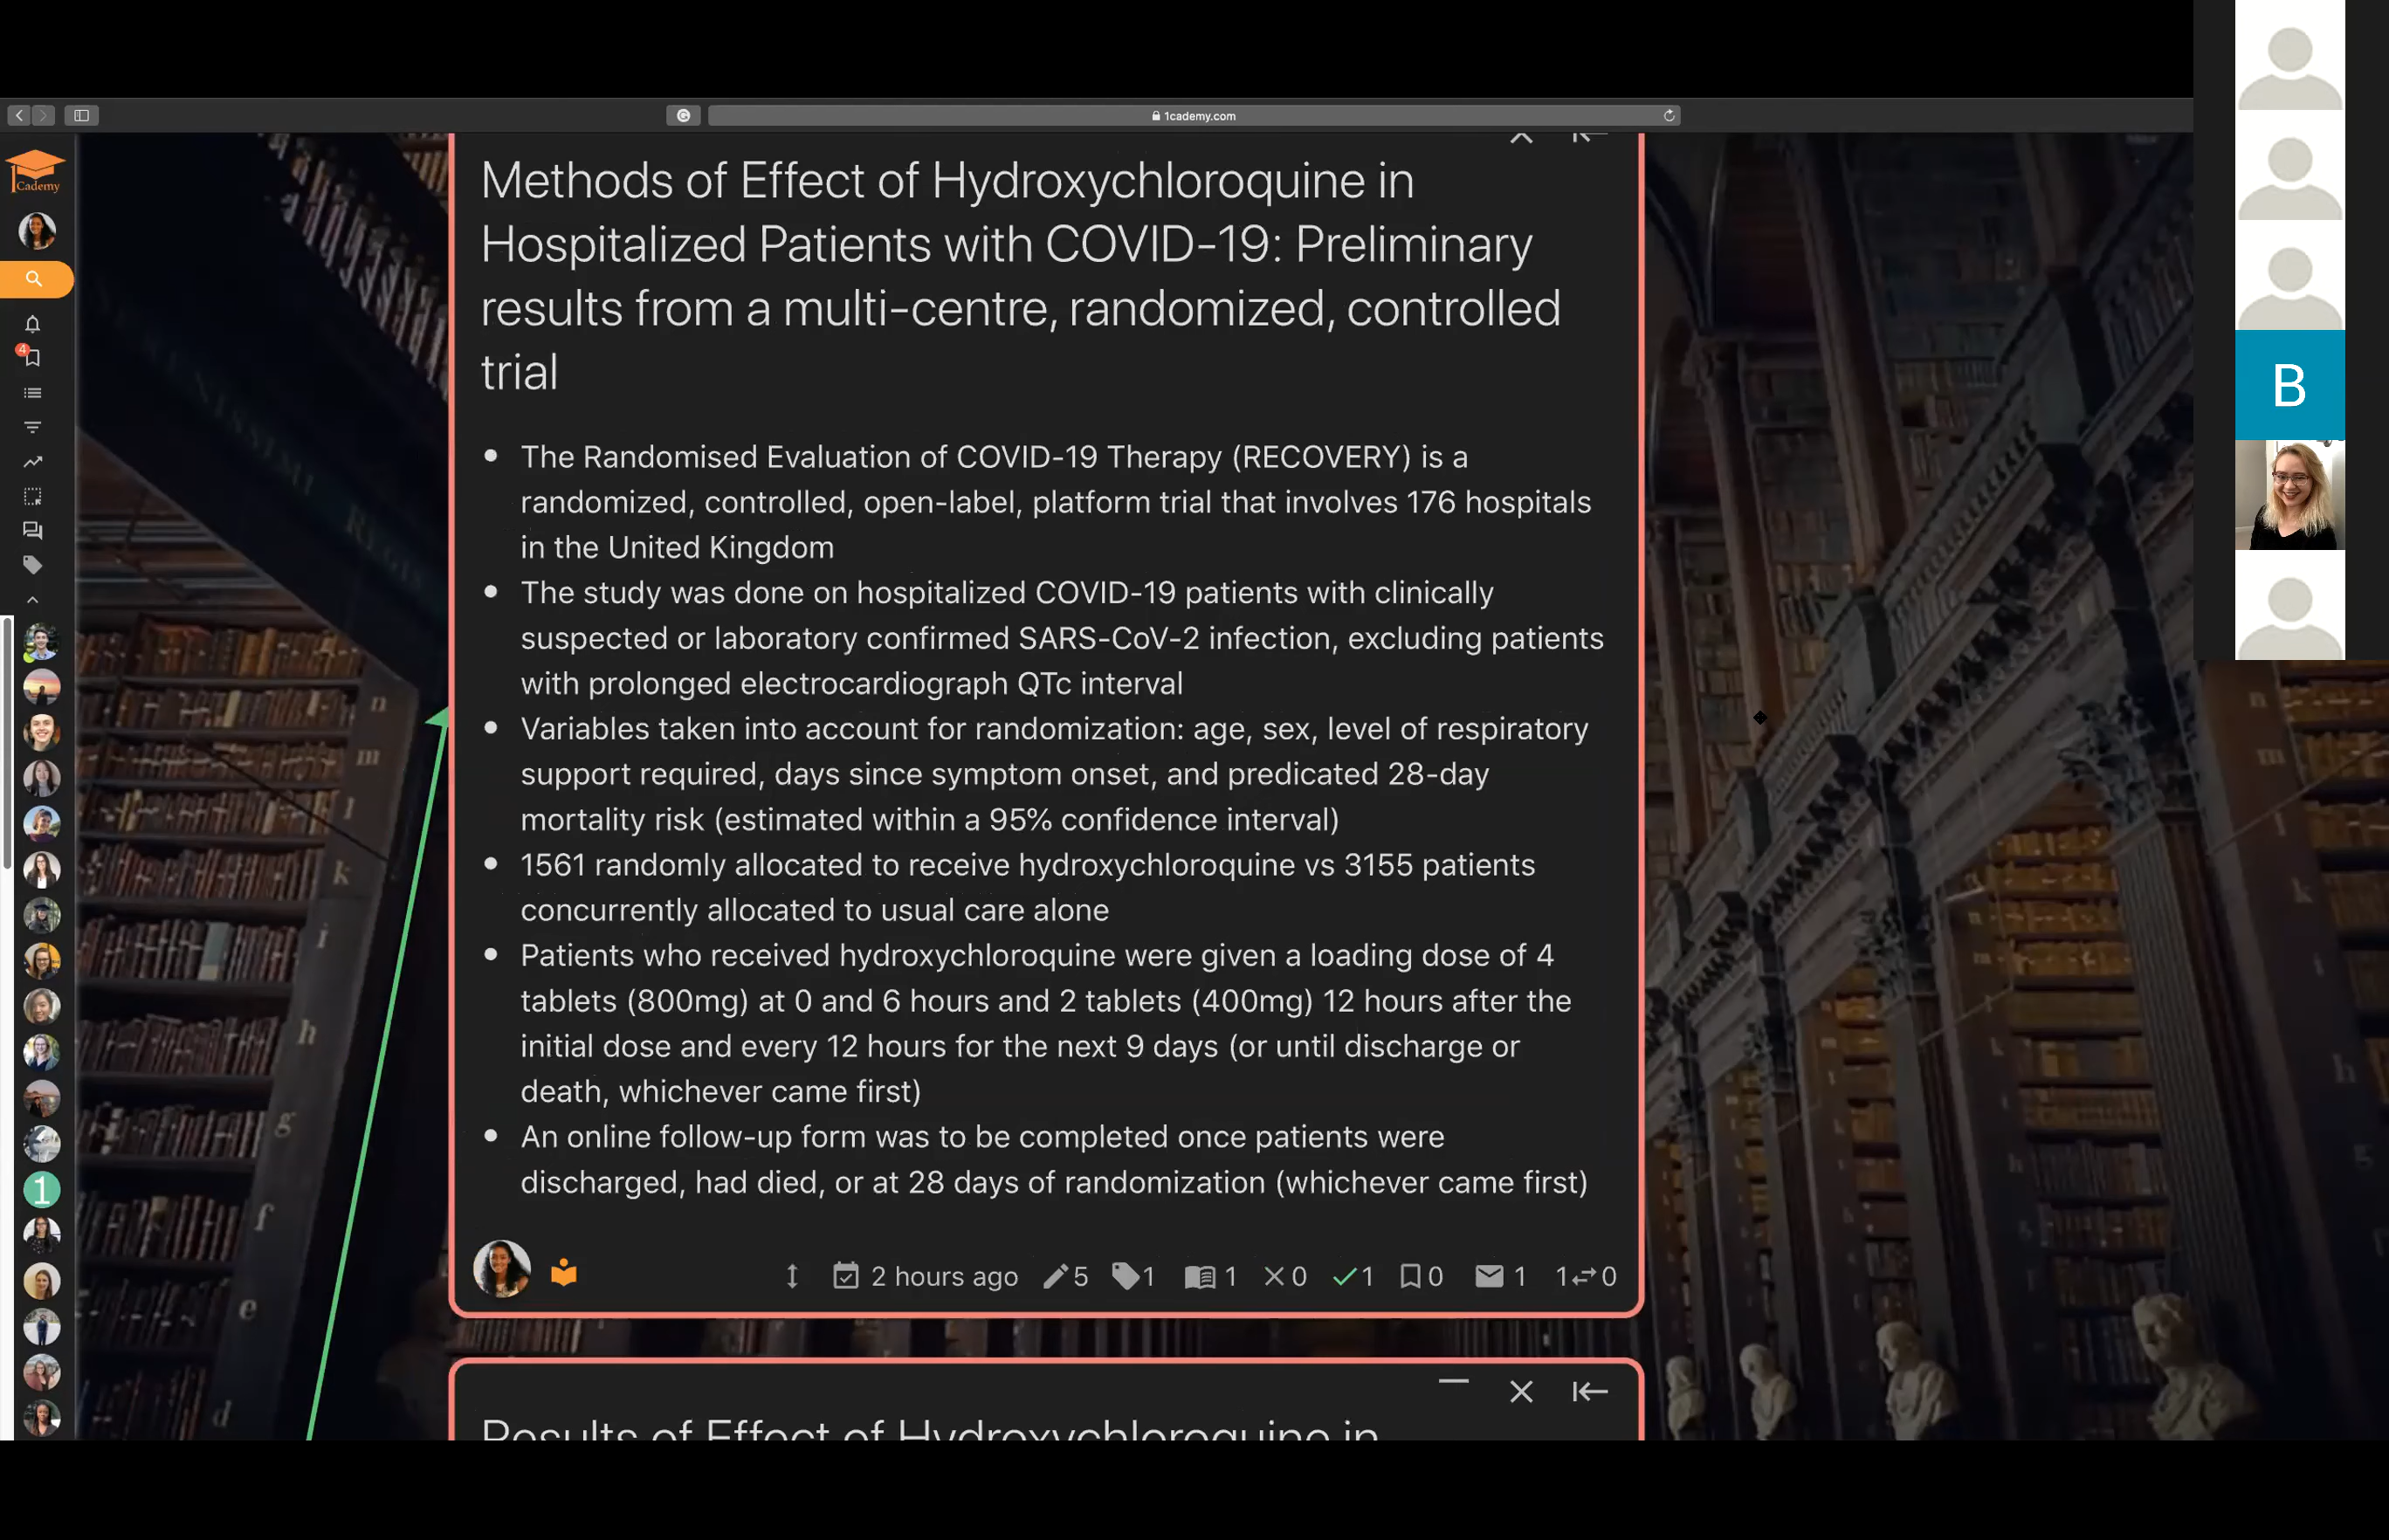 1cademy.com
1Cademy
4
1
B
Methods of Effect of Hydroxychloroquine in
Hospitalized Patients with COVID-19: Preliminary
results from a multi-centre, randomized, controlled
trial
The Randomised Evaluation of COVID-19 Therapy (RECOVERY) is a
randomized, controlled, open-label, platform trial that involves 176 hospitals
in the United Kingdom
The study was done on hospitalized COVID-19 patients with clinically
suspected or laboratory confirmed SARS-CoV-2 infection, excluding patients
with prolonged electrocardiograph QTc interval
Variables taken into account for randomization: age, sex, level of respiratory
support required, days since symptom onset, and predicated 28-day
mortality risk (estimated within a 95% confidence interval)
1561 randomly allocated to receive hydroxychloroquine vs 3155 patients
concurrently allocated to usual care alone
Patients who received hydroxychloroquine were given a loading dose of 4
tablets (800mg) at 0 and 6 hours and 2 tablets (400mg) 12 hours after the
initial dose and every 12 hours for the next 9 days (or until discharge or
death, whichever came first)
An online follow-up form was to be completed once patients were
discharged, had died, or at 28 days of randomization (whichever came first)
2 hours ago 5 1 1 0 1 0 1 1 0
Results of Effect of Hydroxychloroquine in
n
m
l
k
i
h
g
f
e
d